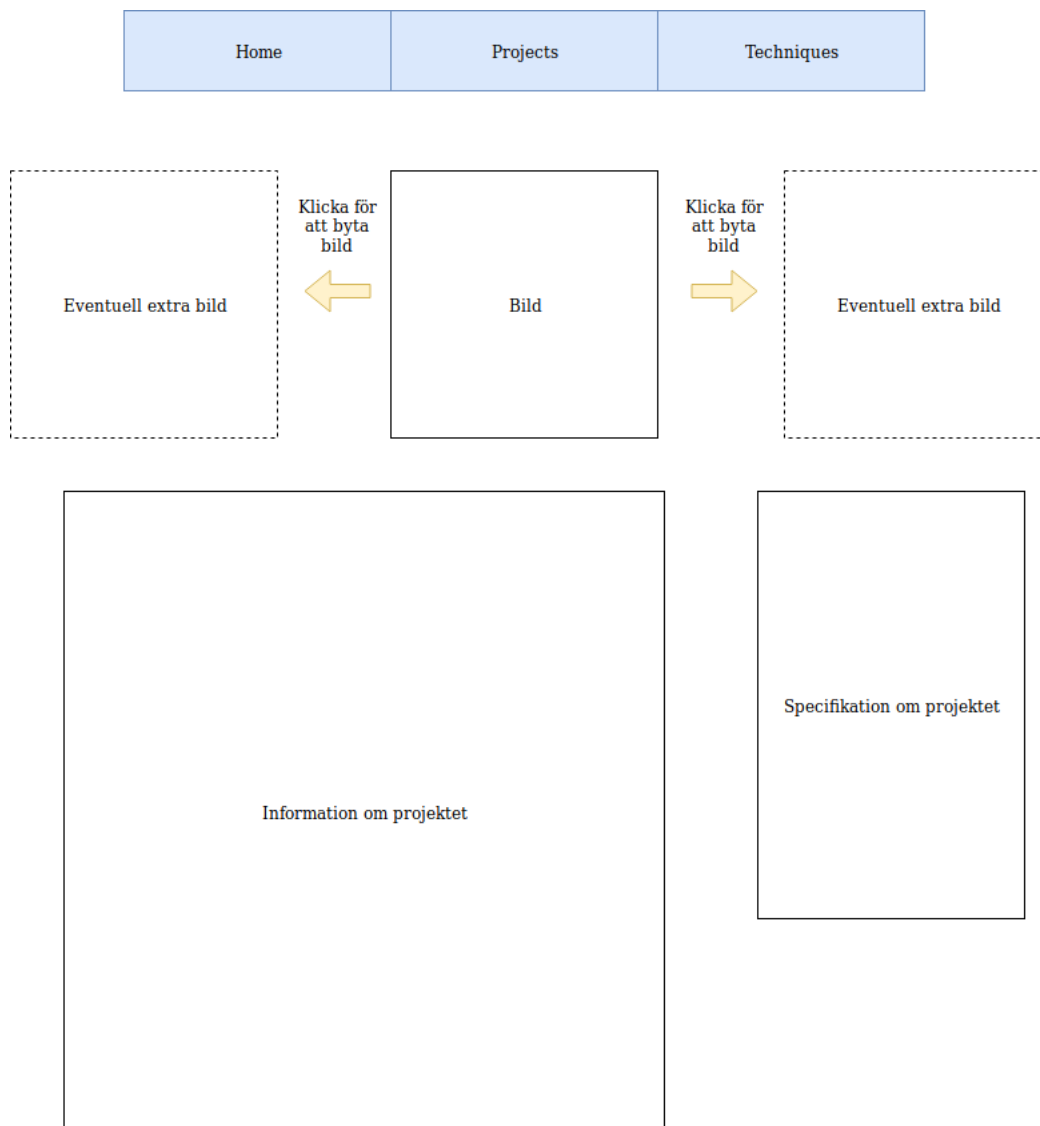 Home
Projects
Techniques
Klicka för
att byta
bild
Klicka för
att byta
bild
Eventuell extra bild
Bild
Eventuell extra bild
Specifikation om projektet
Information om projektet